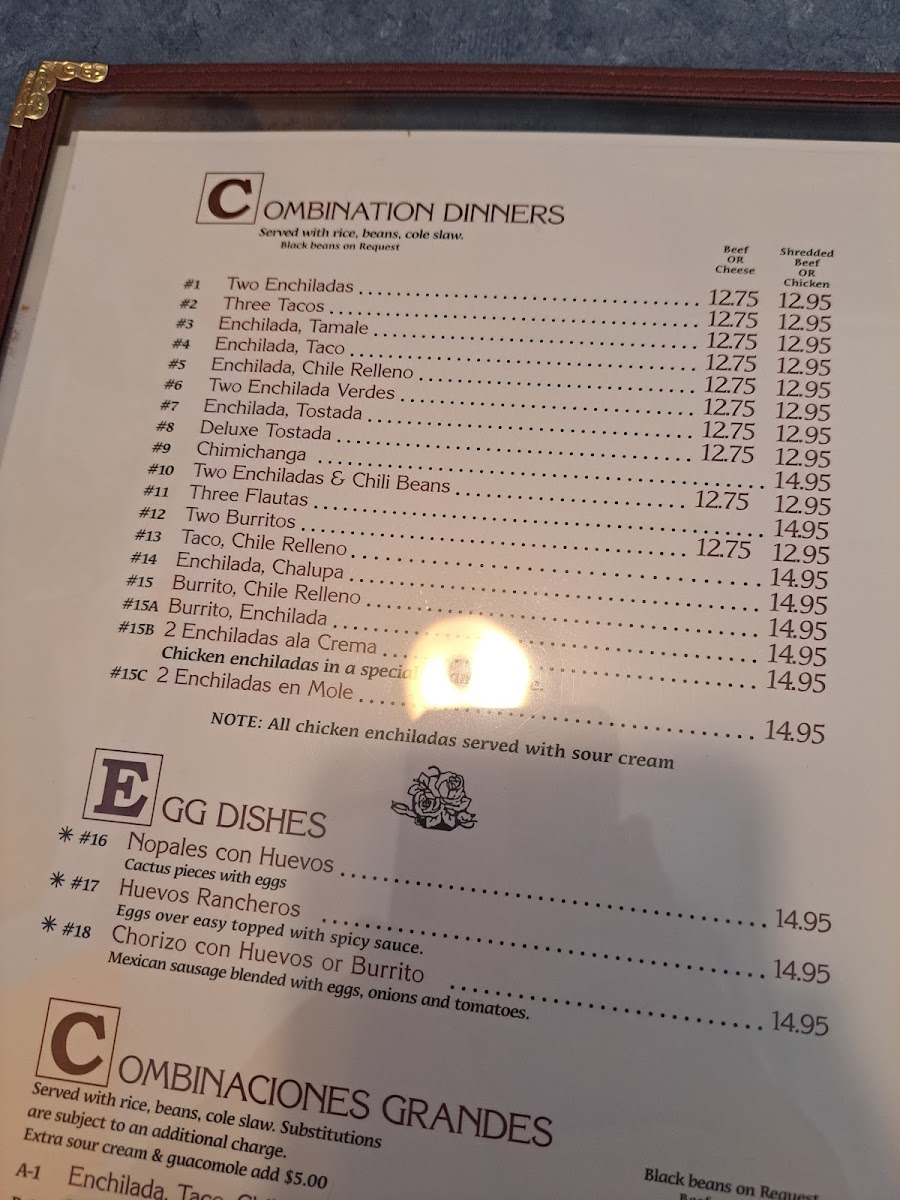 COMBINATION DINNERS
Served with rice, beans, cole slaw.
Black beans on Request
Beef
OR
Cheese
Shredded
Beef
OR
Chicken
#1 Two Enchiladas 12.75 12.95
#2 Three Tacos 12.75 12.95
#3 Enchilada, Tamale 12.75 12.95
#4 Enchilada, Taco 12.75 12.95
#5 Enchilada, Chile Relleno 12.75 12.95
#6 Two Enchilada Verdes 12.75 12.95
#7 Enchilada, Tostada 12.75 12.95
#8 Deluxe Tostada 12.75 12.95
#9 Chimichanga 14.95
#10 Two Enchiladas & Chili Beans 12.75 12.95
#11 Three Flautas 14.95
#12 Two Burritos 12.75 12.95
#13 Taco, Chile Relleno 14.95
#14 Enchilada, Chalupa 14.95
#15 Burrito, Chile Relleno 14.95
#15A Burrito, Enchilada 14.95
#15B 2 Enchiladas ala Crema 14.95
Chicken enchiladas in a special
#15C 2 Enchiladas en Mole 14.95
NOTE: All chicken enchiladas served with sour cream
EGG DISHES
* #16 Nopales con Huevos 14.95
Cactus pieces with eggs
* #17 Huevos Rancheros 14.95
Eggs over easy topped with spicy sauce.
* #18 Chorizo con Huevos or Burrito 14.95
Mexican sausage blended with eggs, onions and tomatoes.
COMBINACIONES GRANDES
Served with rice, beans, cole slaw. Substitutions
are subject to an additional charge.
Extra sour cream & guacomole add $5.00
Black beans on Request
A-1 Enchilada, Taco